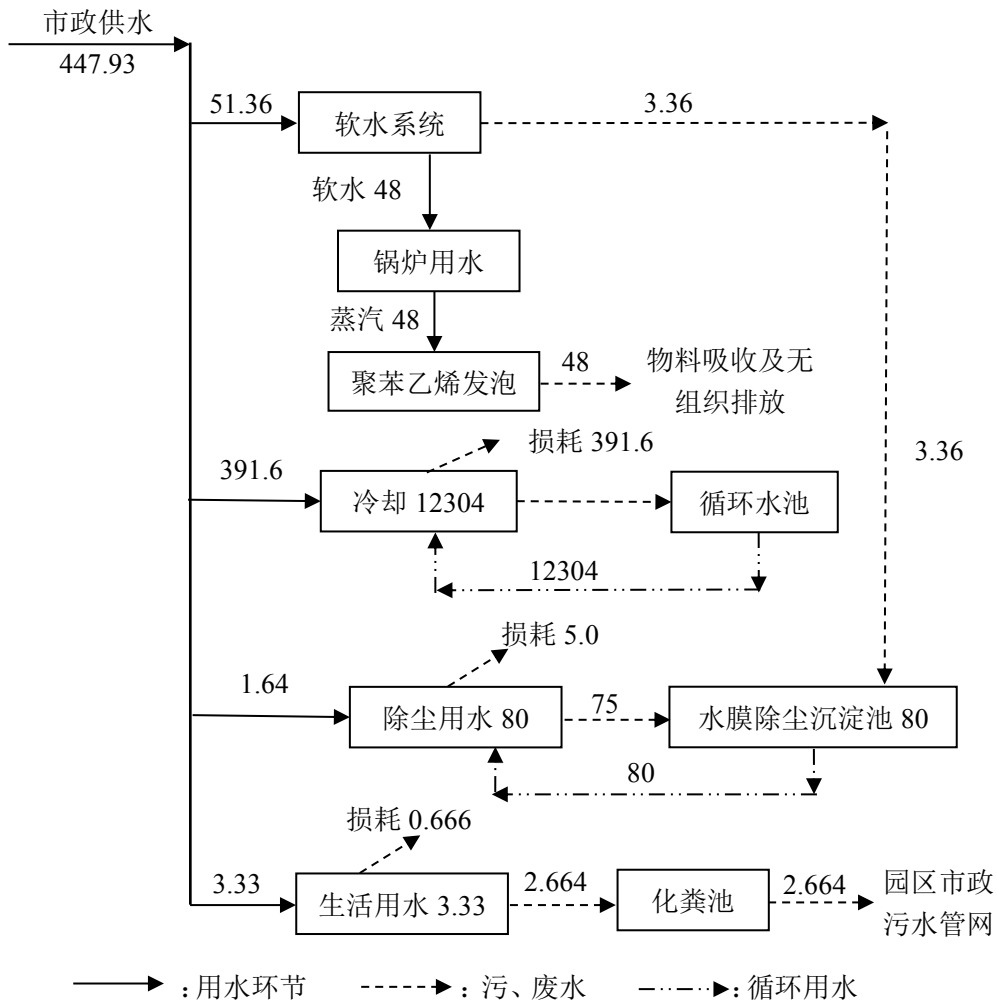 市政供水
447.93
51.36
软水系统
3.36
软水 48
锅炉用水
蒸汽 48
聚苯乙烯发泡
48
物料吸收及无
组织排放
3.36
391.6
损耗 391.6
冷却 12304
循环水池
12304
1.64
损耗 5.0
除尘用水 80
75
水膜除尘沉淀池 80
80
3.33
损耗 0.666
生活用水 3.33
2.664
化粪池
2.664
园区市政
污水管网
：用水环节
：污、废水
：循环用水